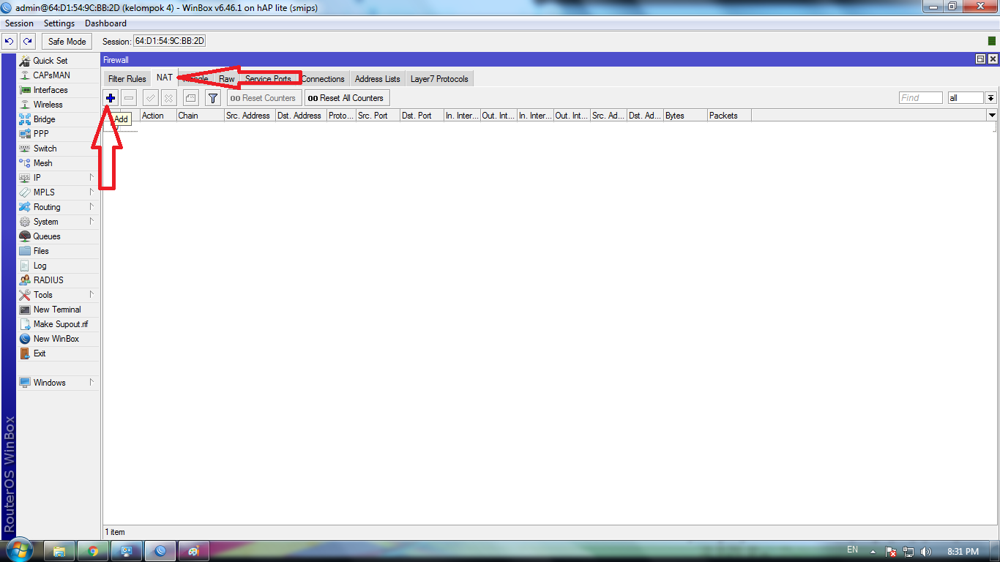 admin@64:D1:54:9C:BB:2D (kelompok 4) - WinBox v6.46.1 on hAP lite (smips)
Session Settings Dashboard
Safe Mode Session: 64:D1:54:9C:BB:2D
Quick Set
CAPsMAN
Interfaces
Wireless
Bridge
PPP
Switch
Mesh
IP
MPLS
Routing
System
Queues
Files
Log
RADIUS
Tools
New Terminal
Make Supout.rif
New WinBox
Exit
Windows
RouterOS WinBox
Firewall
Filter Rules NAT Raw Service Ports Connections Address Lists Layer7 Protocols
00 Reset Counters 00 Reset All Counters Find all
Action Chain Src. Address Dst. Address Proto... Src. Port Dst. Port In. Inter... Out. Int... In. Inter... Out. Int... Src. Ad... Dst. Ad... Bytes Packets
Add
1 item
EN 8:31 PM